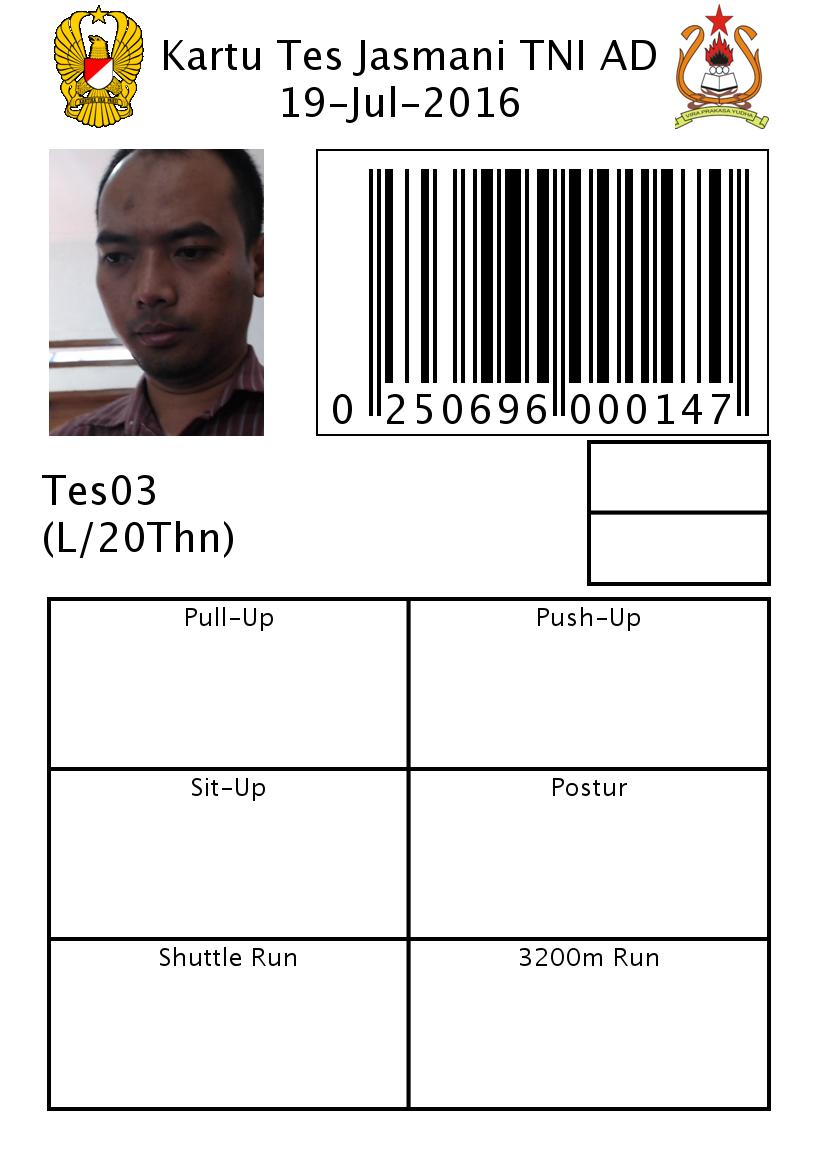 Kartu Tes Jasmani TNI AD
19-Jul-2016
VIRA PRAKASA YUDHA
0 250696 000147
Tes03
(L/20Thn)
Pull-Up Push-Up
Sit-Up Postur
Shuttle Run 3200m Run